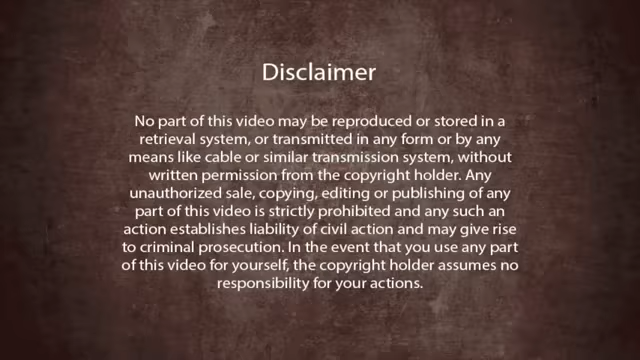 Disclaimer
No part of this video may be reproduced or stored in a
retrieval system, or transmitted in any form or by any
means like cable or similar transmission system, without
written permission from the copyright holder. Any
unauthorized sale, copying, editing or publishing of any
part of this video is strictly prohibited and any such an
action establishes liability of civil action and may give rise
to criminal prosecution. In the event that you use any part
of this video for yourself, the copyright holder assumes no
responsibility for your actions.